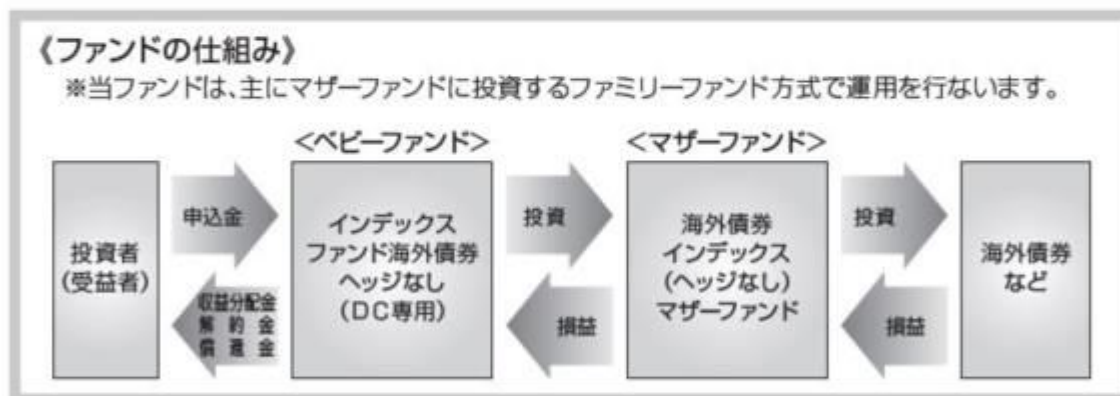 《ファンドの仕組み》
※当ファンドは、主にマザーファンドに投資するファミリーファンド方式で運用を行ないます。
<ベビーファンド>
<マザーファンド>
投資者
(受益者)
申込金
収益分配金
解約金
償還金
インデックス
ファンド海外債券
ヘッジなし
(DC専用)
投資
損益
海外債券
インデックス
(ヘッジなし)
マザーファンド
投資
損益
海外債券
など